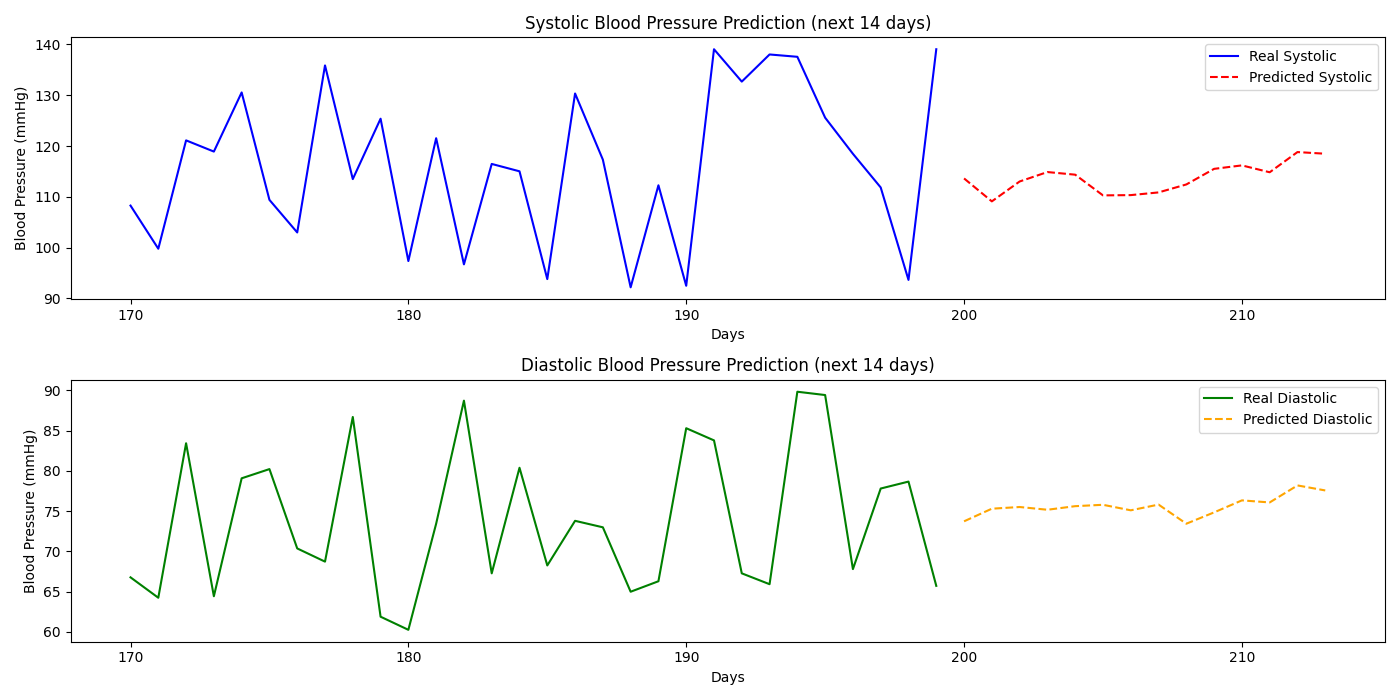 Systolic Blood Pressure Prediction (next 14 days)
Blood Pressure (mmHg)
140
130
120
110
100
90
Real Systolic
Predicted Systolic
170
180
190
200
210
Days
Diastolic Blood Pressure Prediction (next 14 days)
Blood Pressure (mmHg)
90
85
80
75
70
65
60
Real Diastolic
Predicted Diastolic
170
180
190
200
210
Days